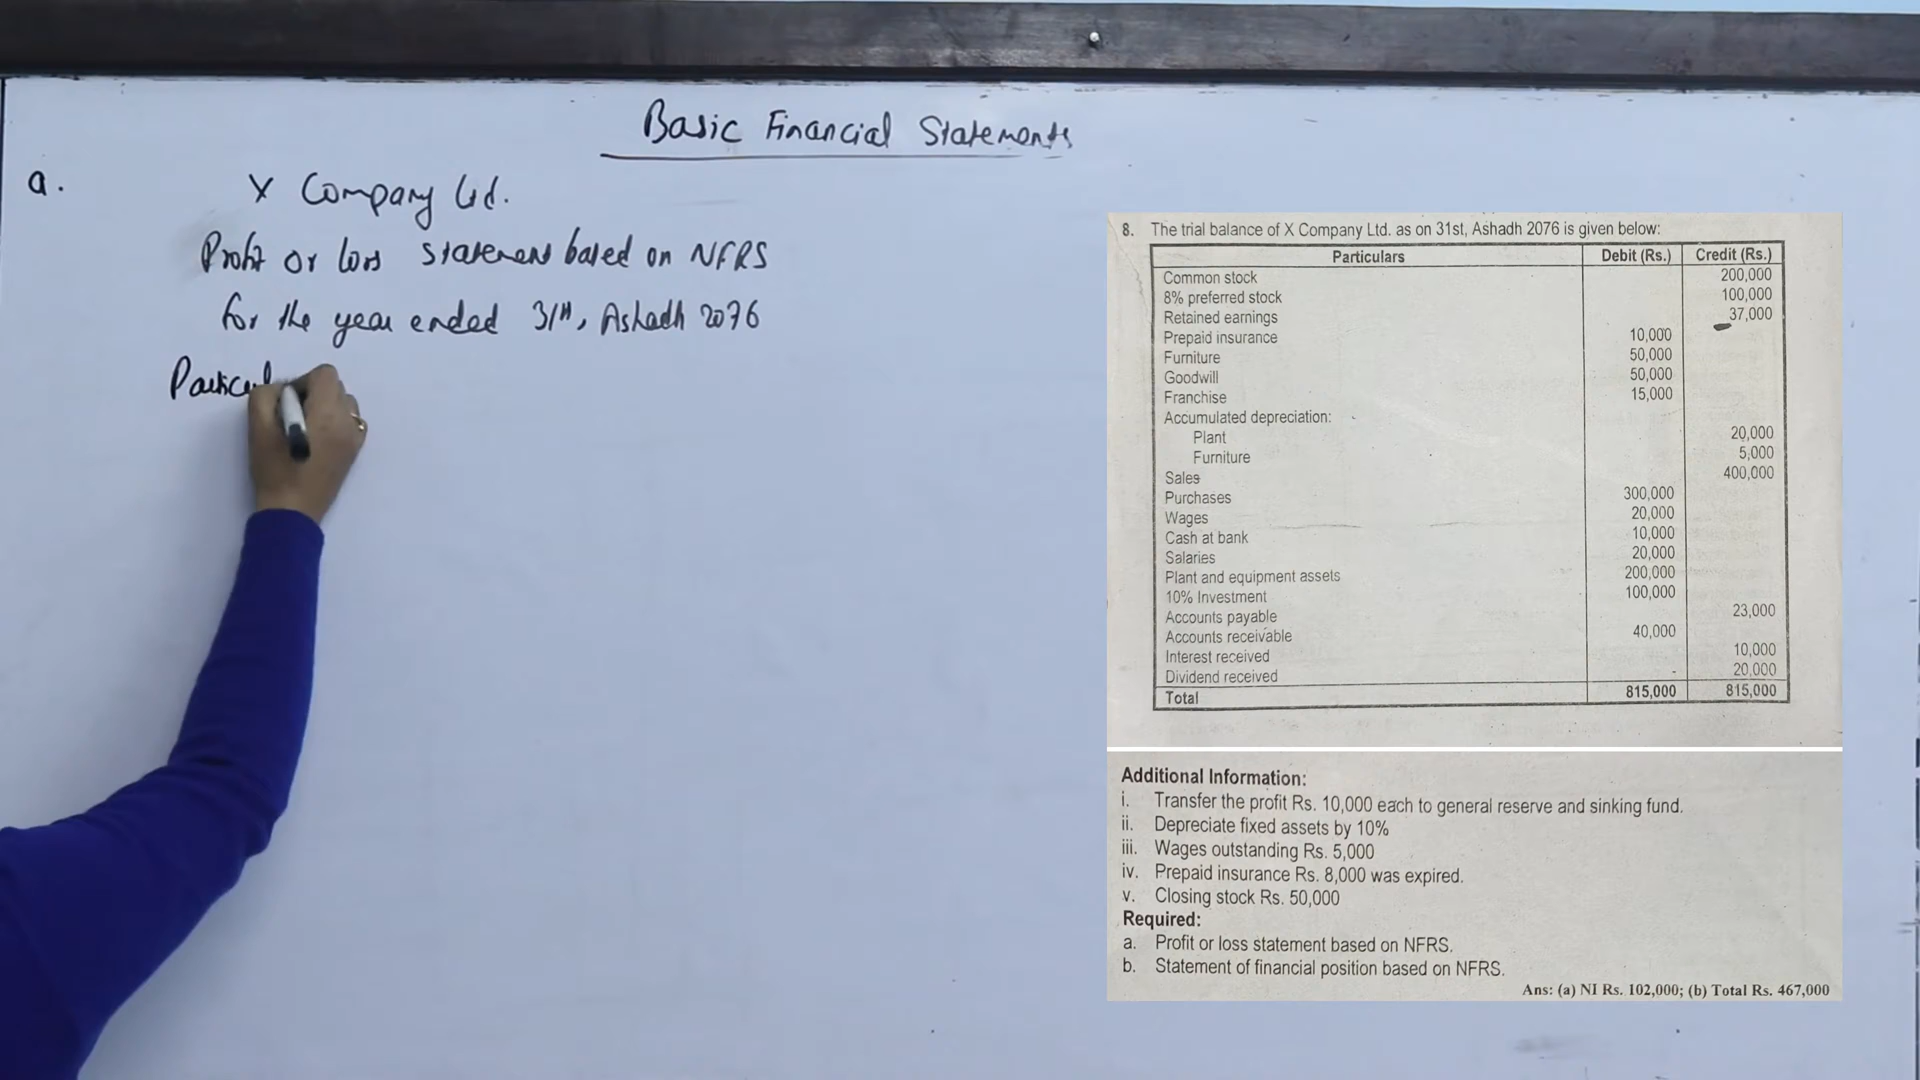 Basic Financial Statements
a.
X Company Ltd.
Profit or loss statement based on NFRS
for the year ended 31st, Ashadh 2076
Particul
8. The trial balance of X Company Ltd. as on 31st, Ashadh 2076 is given below:
Particulars Debit (Rs.) Credit (Rs.)
Common stock 200,000
8% preferred stock 100,000
Retained earnings 37,000
Prepaid insurance 10,000
Furniture 50,000
Goodwill 50,000
Franchise 15,000
Accumulated depreciation:
Plant 20,000
Furniture 5,000
Sales 400,000
Purchases 300,000
Wages 20,000
Cash at bank 10,000
Salaries 20,000
Plant and equipment assets 200,000
10% Investment 100,000
Accounts payable 23,000
Accounts receivable 40,000
Interest received 10,000
Dividend received - 20,000
Total 815,000 815,000
Additional Information:
i. Transfer the profit Rs. 10,000 each to general reserve and sinking fund.
ii. Depreciate fixed assets by 10%
iii. Wages outstanding Rs. 5,000
iv. Prepaid insurance Rs. 8,000 was expired.
v. Closing stock Rs. 50,000
Required:
a. Profit or loss statement based on NFRS.
b. Statement of financial position based on NFRS.
Ans: (a) NI Rs. 102,000; (b) Total Rs. 467,000